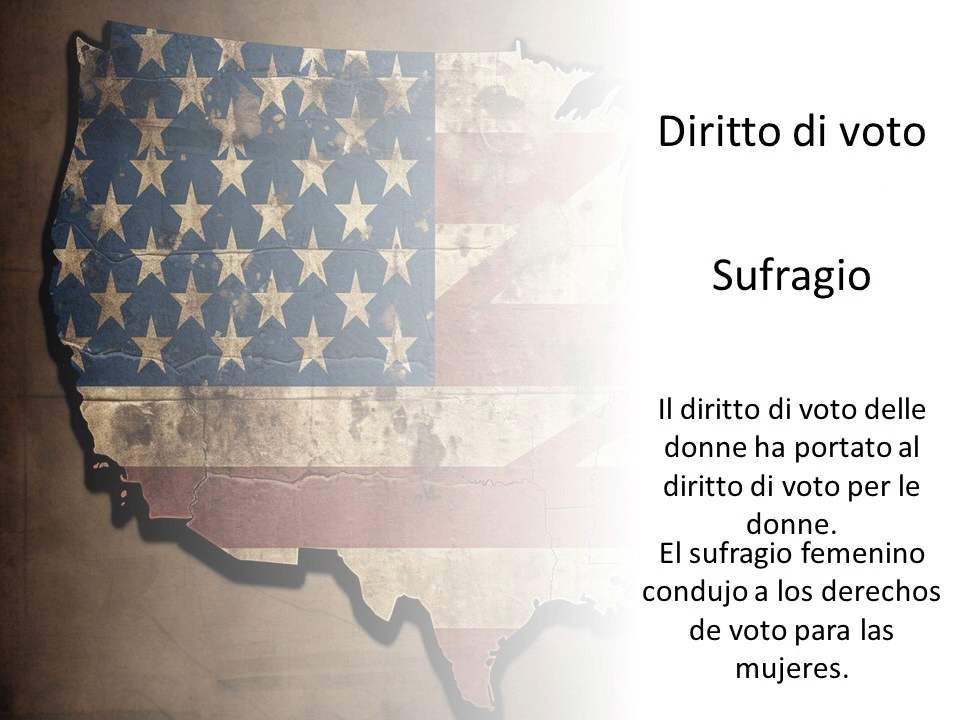 Diritto di voto
Sufragio
Il diritto di voto delle
donne ha portato al
diritto di voto per le
donne.
El sufragio femenino
condujo a los derechos
de voto para las
mujeres.